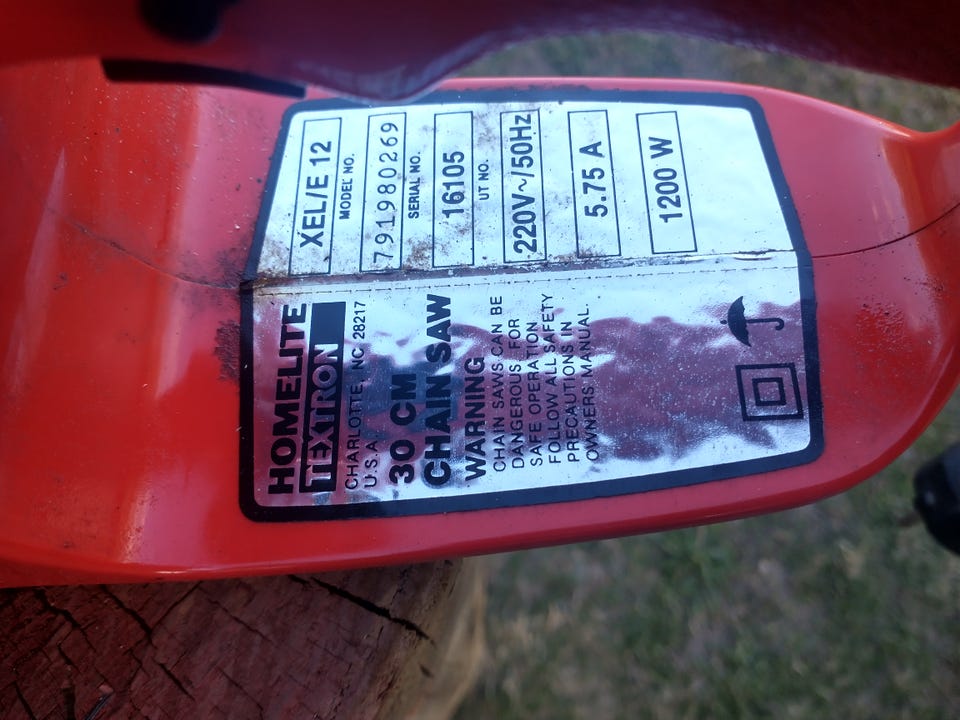 HOMELITE
TEXTRON
CHARLOTTE, NC 28217
U.S.A.
30 CM
CHAIN SAW
WARNING
CHAIN SAWS CAN BE
DANGEROUS FOR
SAFE OPERATION
FOLLOW ALL SAFETY
PRECAUTIONS IN
OWNERS MANUAL.
XEL/E 12
MODEL NO.
791980269
SERIAL NO.
16105
UT NO.
220V~/50Hz
5.75 A
1200 W